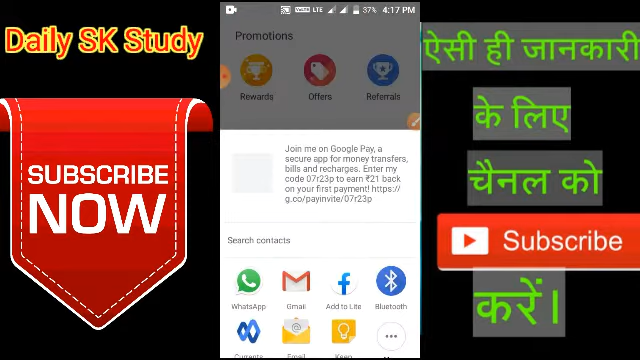 Daily SK Study
SUBSCRIBE
NOW
LTE 37% 4:17 PM
Promotions
Rewards
Offers
Referrals
Join me on Google Pay, a
secure app for money transfers,
bills and recharges. Enter my
code 07r23p to earn ₹21 back
on your first payment! https://
g.co/payinvite/07r23p
Search contacts
WhatsApp
Gmail
Add to Lite
Bluetooth
Currents
Email
Keep
ऐसी ही जानकारी
के लिए
चैनल को
Subscribe
करें।